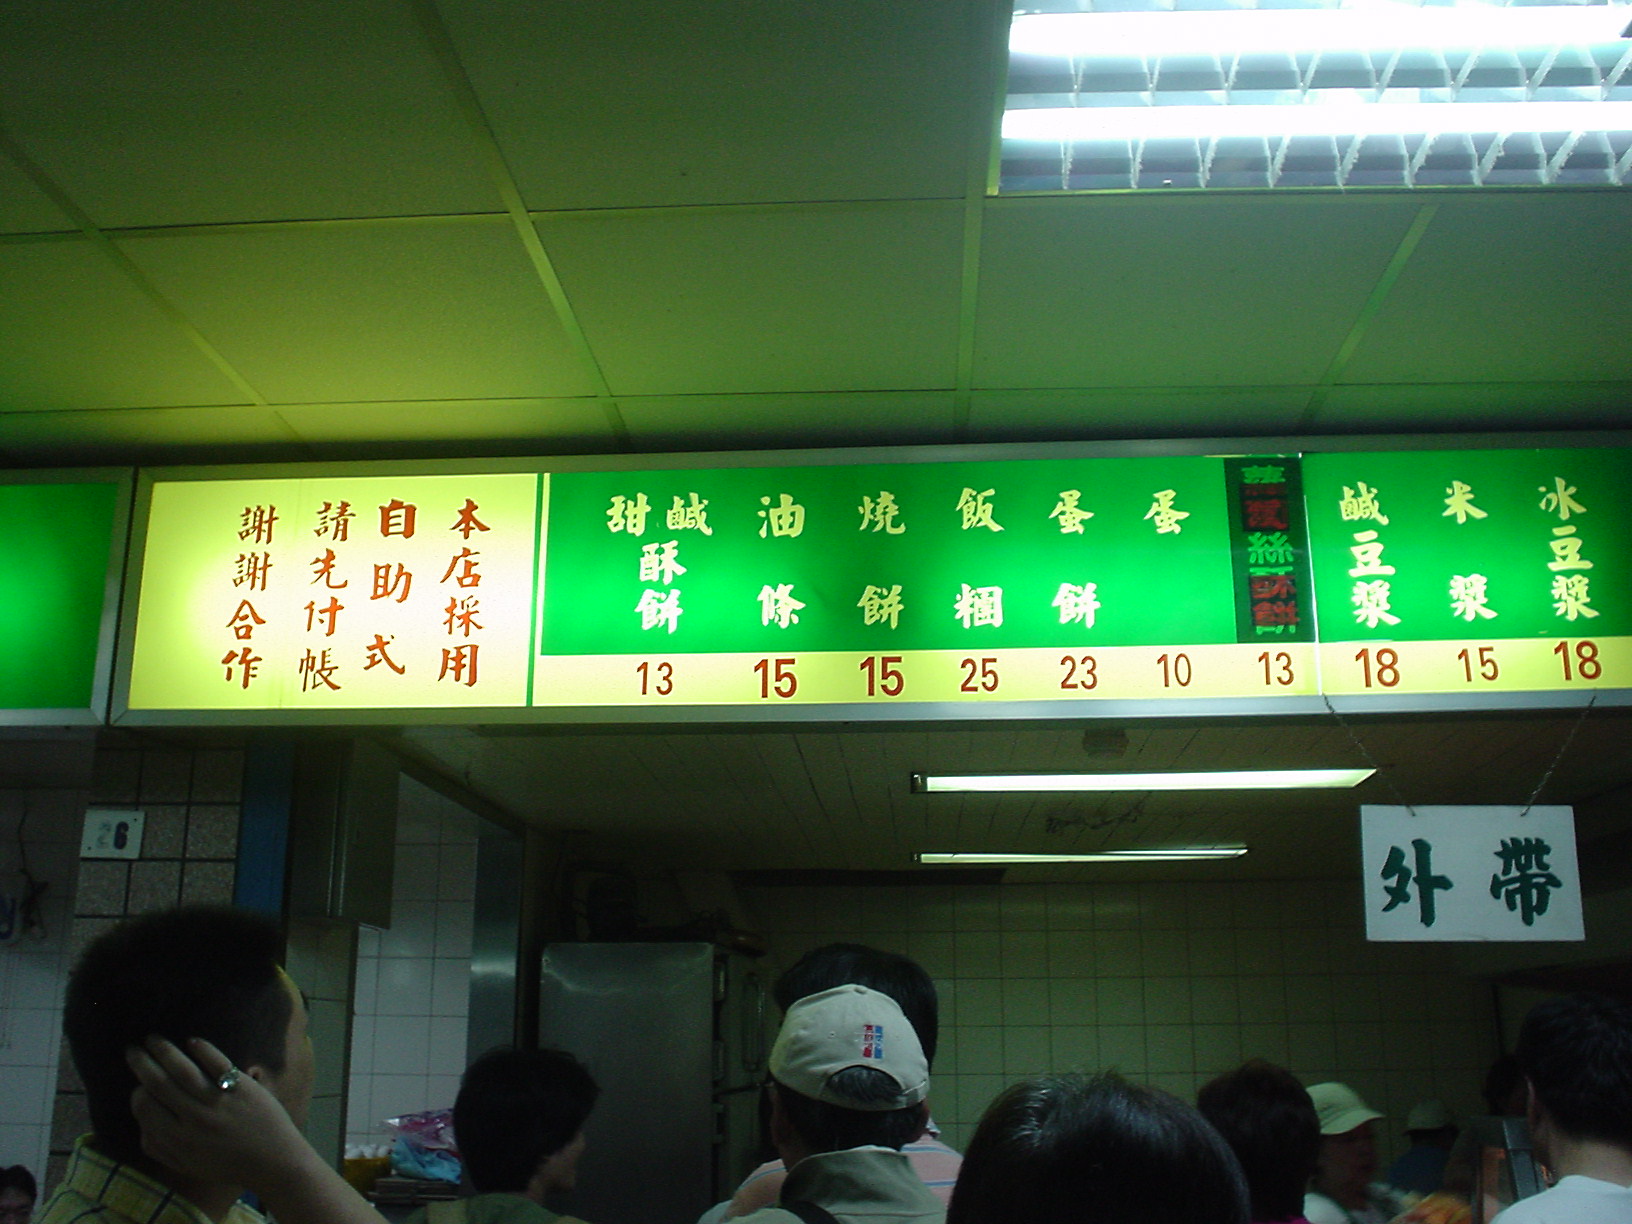 本店採用
自助式
請先付帳
謝謝合作
甜鹹酥餅
13
油條
15
燒餅
15
飯糰
25
蛋餅
23
蛋
10
絲酥餅
13
鹹豆漿
18
米漿
15
冰豆漿
18
外帶
26